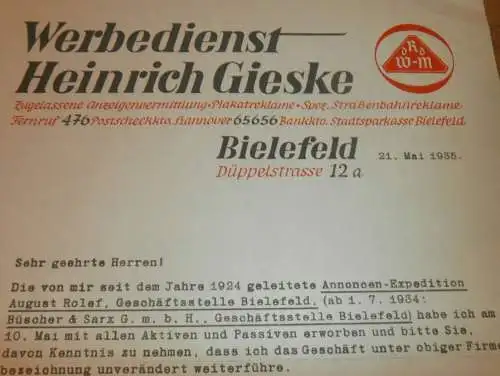 Werbedienst
Heinrich Gieske
R
D R
W-M
Zugelassene Anzeigenvermittlung•Plakatreklame•Spez. Straßenbahnreklame
Fernruf 476 Postscheckkto. Hannover 65656 Bankkto. Stadtsparkasse Bielefeld
Bielefeld
21. Mai 1935.
Düppelstrasse 12 a
Sehr geehrte Herren!
Die von mir seit dem Jahre 1924 geleitete Annoncen-Expedition
August Rolef, Geschäftsstelle Bielefeld, (ab 1. 7. 1934:
Büscher & Sarx G. m. b. H., Geschäftsstelle Bielefeld) habe ich am
10. Mai mit allen Aktiven und Passiven erworben und bitte Sie,
davon Kenntnis zu nehmen, dass ich das Geschäft unter obiger Firmen
bezeichnung unverändert weiterführe.